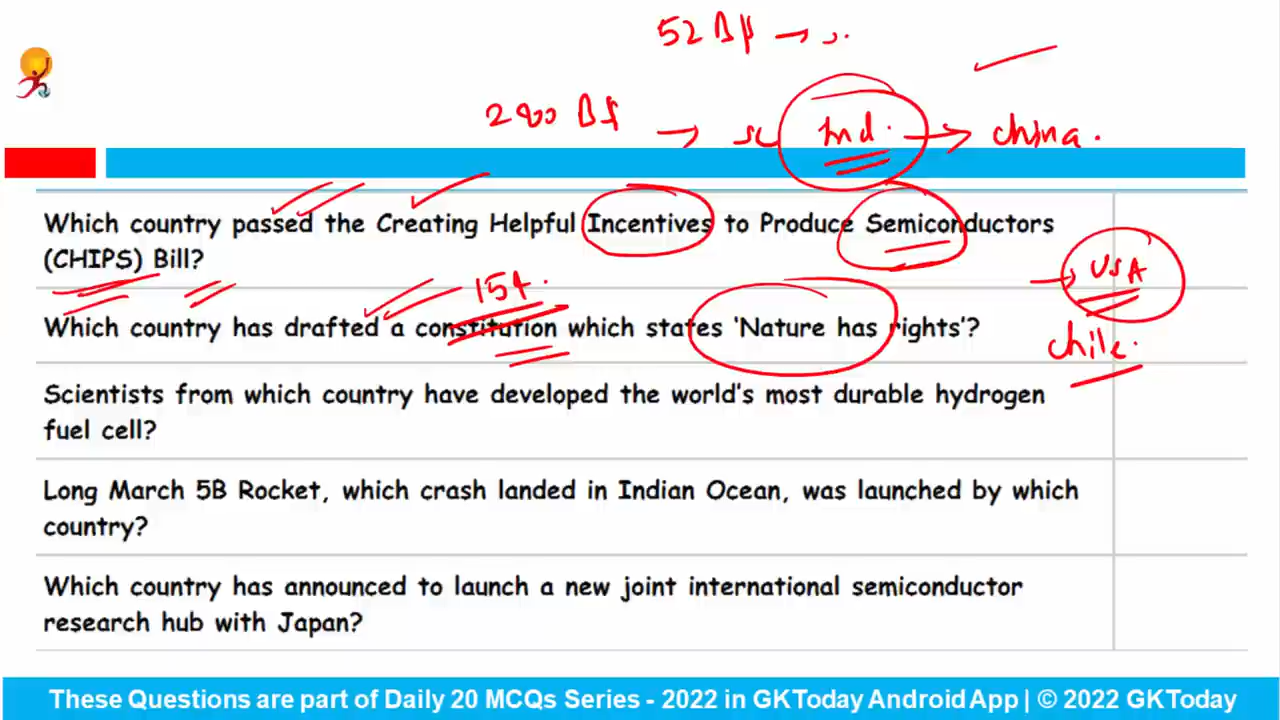 52 B$ →
280 B$ → sc Ind. → china.
Which country passed the Creating Helpful Incentives to Produce Semiconductors
(CHIPS) Bill?
→ USA
154.
Which country has drafted a constitution which states 'Nature has rights'?
chile.
Scientists from which country have developed the world's most durable hydrogen
fuel cell?
Long March 5B Rocket, which crash landed in Indian Ocean, was launched by which
country?
Which country has announced to launch a new joint international semiconductor
research hub with Japan?
These Questions are part of Daily 20 MCQs Series - 2022 in GKToday Android App | © 2022 GKToday